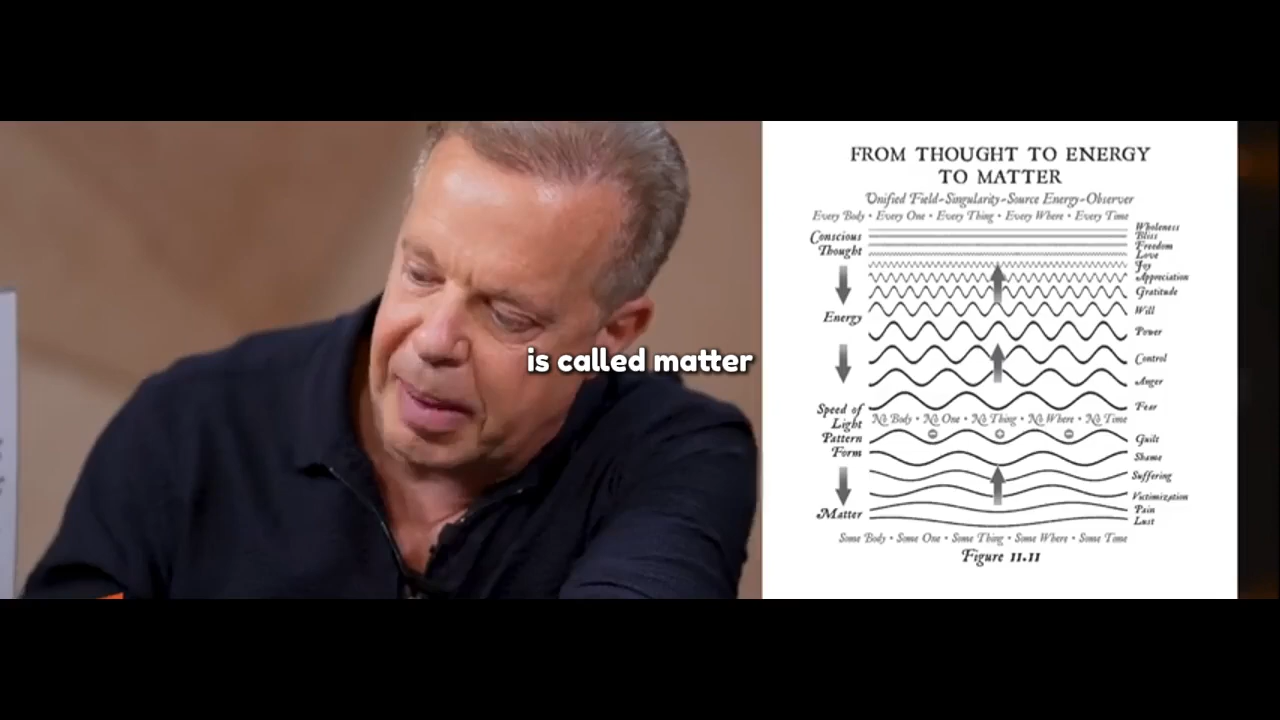 is called matter
FROM THOUGHT TO ENERGY
TO MATTER
Unified Field-Singularity-Source Energy-Observer
Every Body • Every One • Every Thing • Every Where • Every Time
Conscious
Thought
Energy
Speed of
Light
Pattern
Form
Matter
Wholeness
Bliss
Freedom
Love
Joy
Appreciation
Gratitude
Will
Power
Control
Anger
Fear
No Body • No One • No Thing • No Where • No Time
Guilt
Shame
Suffering
Victimization
Pain
Lust
Some Body • Some One • Some Thing • Some Where • Some Time
Figure 11.11